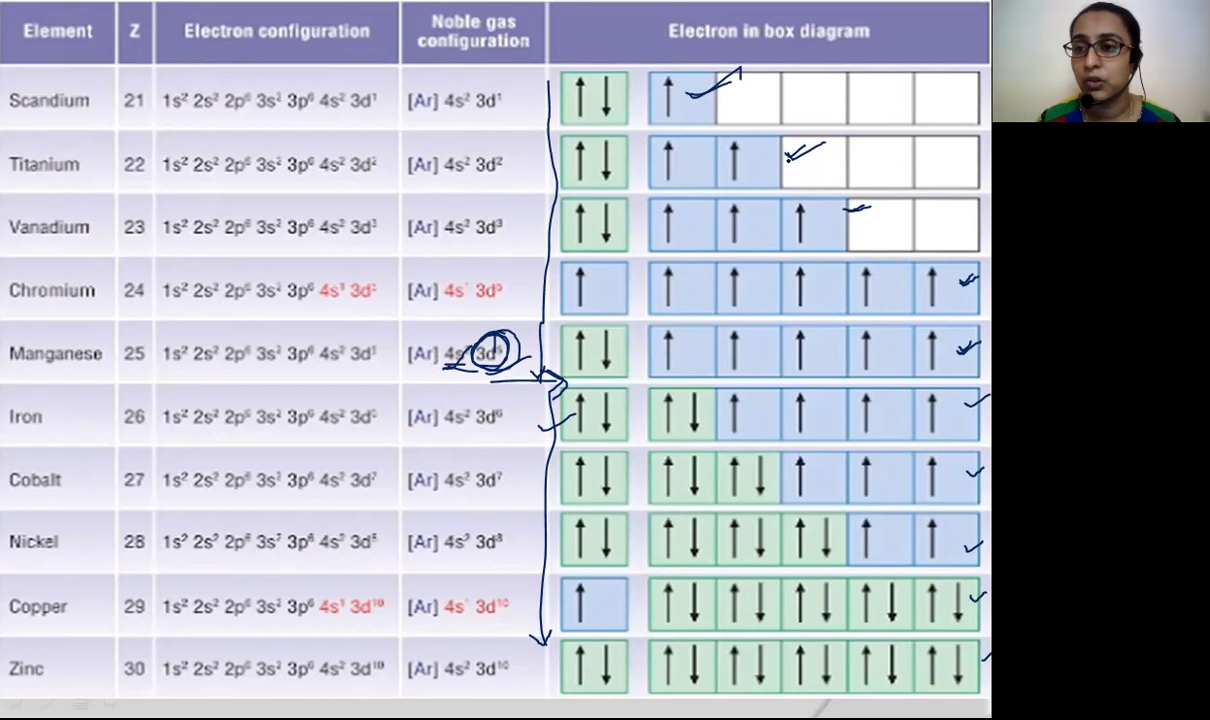 Element Z Electron configuration Noble gas configuration Electron in box diagram
Scandium 21 1s² 2s² 2p⁶ 3s² 3p⁶ 4s² 3d¹ [Ar] 4s² 3d¹
Titanium 22 1s² 2s² 2p⁶ 3s² 3p⁶ 4s² 3d² [Ar] 4s² 3d²
Vanadium 23 1s² 2s² 2p⁶ 3s² 3p⁶ 4s² 3d³ [Ar] 4s² 3d³
Chromium 24 1s² 2s² 2p⁶ 3s² 3p⁶ 4s¹ 3d⁵ [Ar] 4s¹ 3d⁵
Manganese 25 1s² 2s² 2p⁶ 3s² 3p⁶ 4s² 3d⁵ [Ar] 4s² 3d⁵
Iron 26 1s² 2s² 2p⁶ 3s² 3p⁶ 4s² 3d⁶ [Ar] 4s² 3d⁶
Cobalt 27 1s² 2s² 2p⁶ 3s² 3p⁶ 4s² 3d⁷ [Ar] 4s² 3d⁷
Nickel 28 1s² 2s² 2p⁶ 3s² 3p⁶ 4s² 3d⁸ [Ar] 4s² 3d⁸
Copper 29 1s² 2s² 2p⁶ 3s² 3p⁶ 4s¹ 3d¹⁰ [Ar] 4s¹ 3d¹⁰
Zinc 30 1s² 2s² 2p⁶ 3s² 3p⁶ 4s² 3d¹⁰ [Ar] 4s² 3d¹⁰